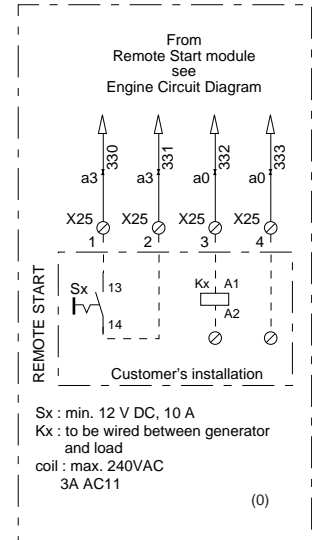 From
Remote Start module
see
Engine Circuit Diagram
330 331 332 333
a3 a3 a0 a0
X25 X25 X25 X25
1 2 3 4
REMOTE START
Sx 13
14
Kx A1
A2
Customer's installation
Sx : min. 12 V DC, 10 A
Kx : to be wired between generator
and load
coil : max. 240VAC
3A AC11
(0)